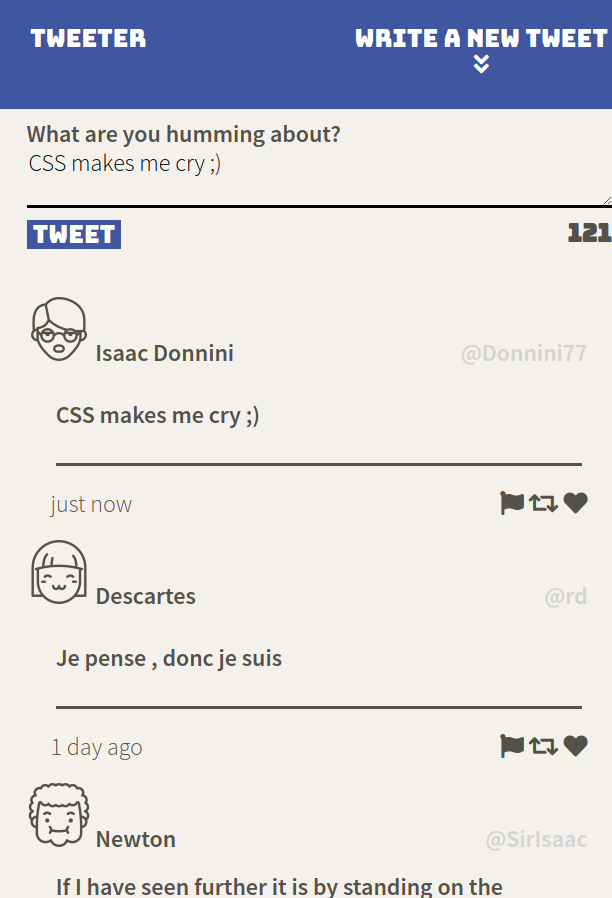 TWEETER
WRITE A NEW TWEET
What are you humming about?
CSS makes me cry ;)
TWEET
121
Isaac Donnini
@Donnini77
CSS makes me cry ;)
just now
Descartes
@rd
Je pense , donc je suis
1 day ago
Newton
@SirIsaac
If I have seen further it is by standing on the